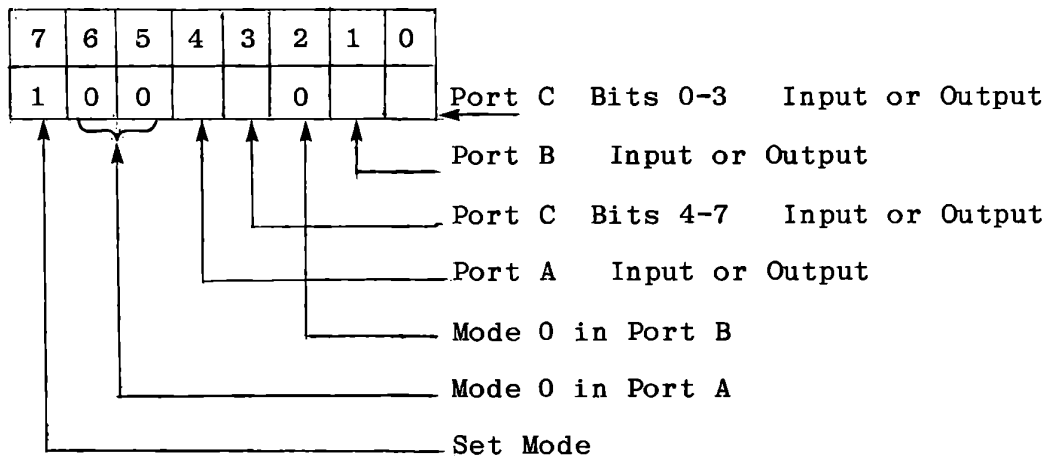 7 6 5 4 3 2 1 0
1 0 0 0
Port C Bits 0-3 Input or Output
Port B Input or Output
Port C Bits 4-7 Input or Output
Port A Input or Output
Mode 0 in Port B
Mode 0 in Port A
Set Mode